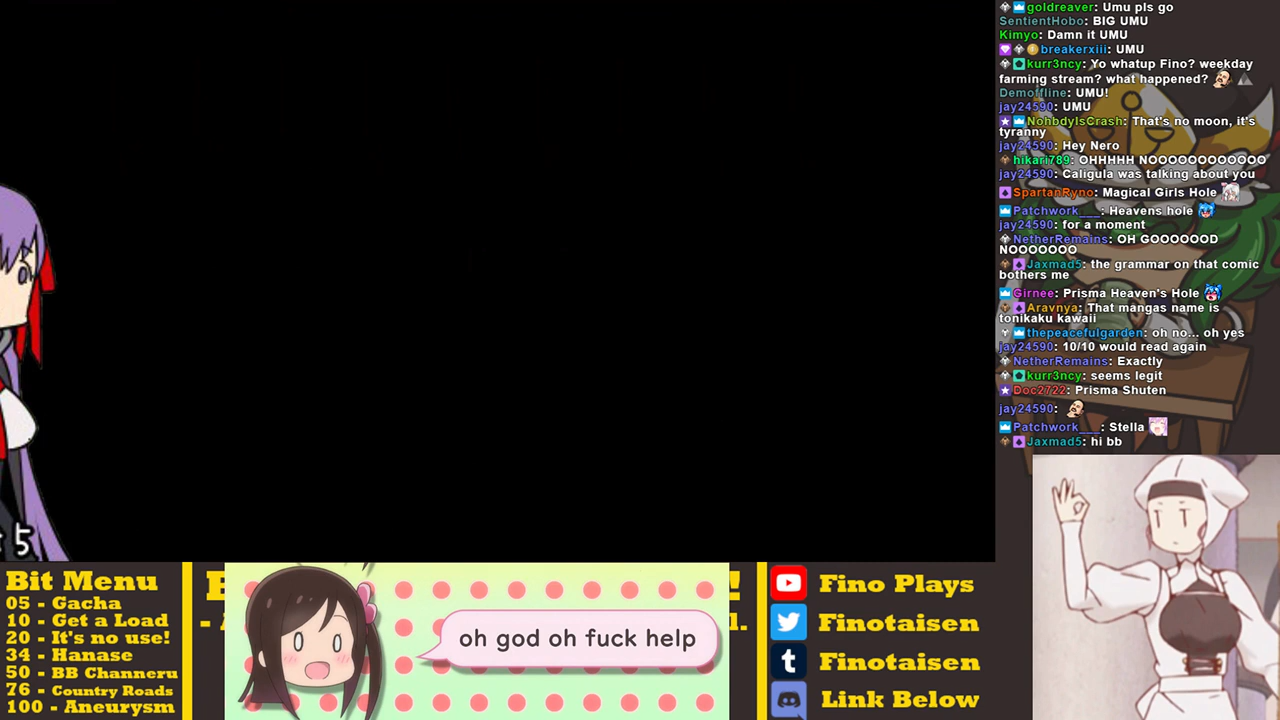 goldreaver: Umu pls go
SentientHobo: BIG UMU
Kimyo: Damn it UMU
breakerxiii: UMU
kurr3ncy: Yo whatup Fino? weekday
farming stream? what happened?
Demoffline: UMU!
jay24590: UMU
NohbdyIsCrash: That's no moon, it's
tyranny
jay24590: Hey Nero
hikari789: OHHHHH NOOOOOOOOOOOO
jay24590: Caligula was talking about you
SpartanRyno: Magical Girls Hole
Patchwork___: Heavens hole
jay24590: for a moment
NetherRemains: OH GOOOOOOD
NOOOOOOO
Jaxmad5: the grammar on that comic
bothers me
Girnee: Prisma Heaven's Hole
Aravnya: That mangas name is
tonikaku kawaii
thepeacefulgarden: oh no... oh yes
jay24590: 10/10 would read again
NetherRemains: Exactly
kurr3ncy: seems legit
Doc2722: Prisma Shuten
jay24590:
Patchwork___: Stella
Jaxmad5: hi bb
5
Bit Menu
05 - Gacha
10 - Get a Load
20 - It's no use!
34 - Hanase
50 - BB Channeru
76 - Country Roads
100 - Aneurysm
oh god oh fuck help
Fino Plays
Finotaisen
Finotaisen
Link Below